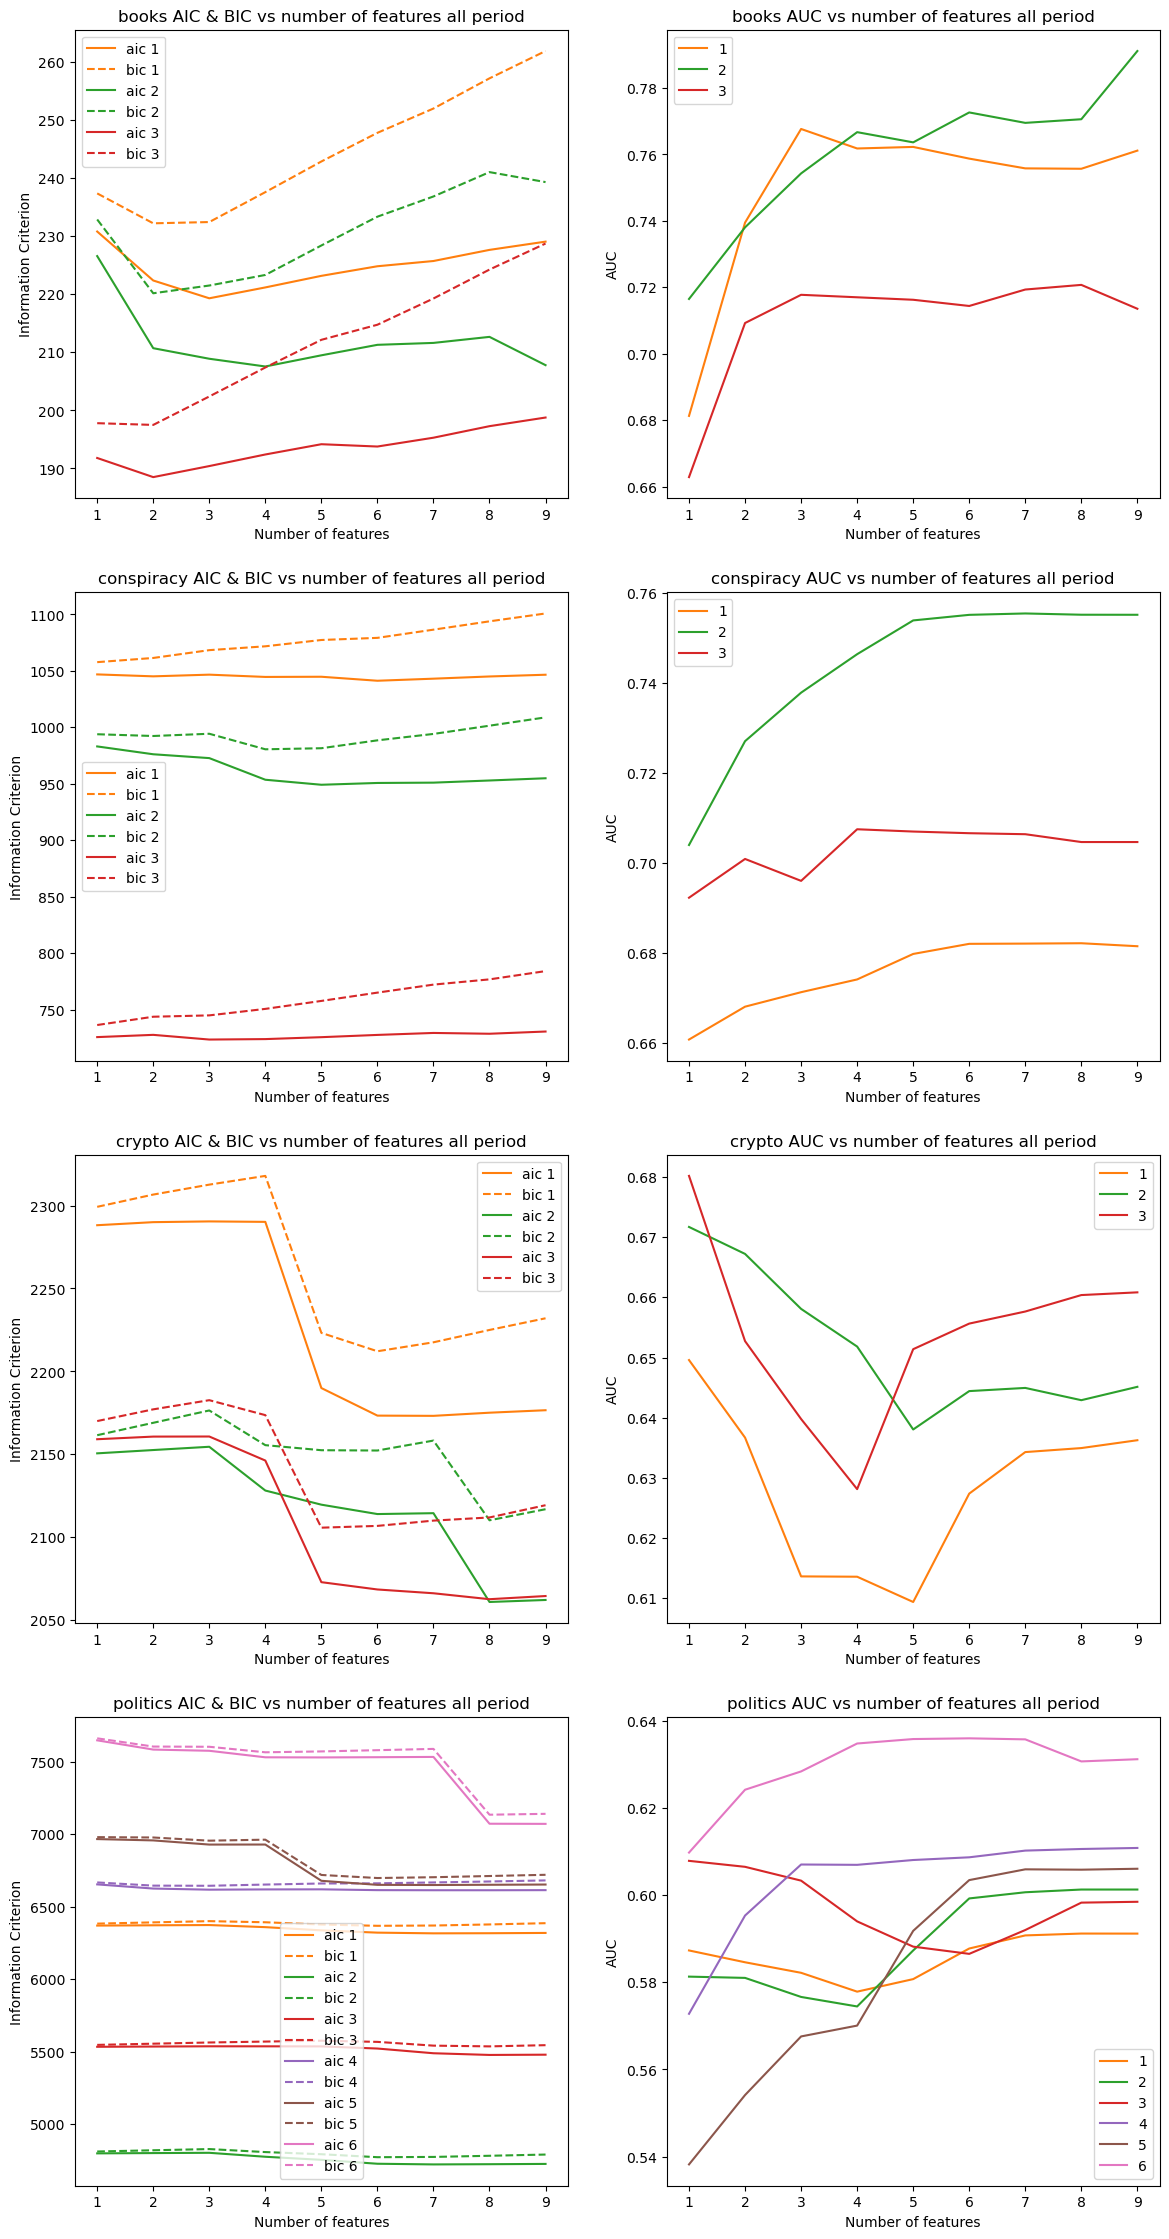 books AIC & BIC vs number of features all period
Information Criterion
260
250
240
230
220
210
200
190
aic 1
bic 1
aic 2
bic 2
aic 3
bic 3
1 2 3 4 5 6 7 8 9
Number of features
books AUC vs number of features all period
AUC
0.78
0.76
0.74
0.72
0.70
0.68
0.66
1
2
3
1 2 3 4 5 6 7 8 9
Number of features
conspiracy AIC & BIC vs number of features all period
Information Criterion
1100
1050
1000
950
900
850
800
750
aic 1
bic 1
aic 2
bic 2
aic 3
bic 3
1 2 3 4 5 6 7 8 9
Number of features
conspiracy AUC vs number of features all period
AUC
0.76
0.74
0.72
0.70
0.68
0.66
1
2
3
1 2 3 4 5 6 7 8 9
Number of features
crypto AIC & BIC vs number of features all period
Information Criterion
2300
2250
2200
2150
2100
2050
aic 1
bic 1
aic 2
bic 2
aic 3
bic 3
1 2 3 4 5 6 7 8 9
Number of features
crypto AUC vs number of features all period
AUC
0.68
0.67
0.66
0.65
0.64
0.63
0.62
0.61
1
2
3
1 2 3 4 5 6 7 8 9
Number of features
politics AIC & BIC vs number of features all period
Information Criterion
7500
7000
6500
6000
5500
5000
aic 1
bic 1
aic 2
bic 2
aic 3
bic 3
aic 4
bic 4
aic 5
bic 5
aic 6
bic 6
1 2 3 4 5 6 7 8 9
Number of features
politics AUC vs number of features all period
AUC
0.64
0.62
0.60
0.58
0.56
0.54
1
2
3
4
5
6
1 2 3 4 5 6 7 8 9
Number of features